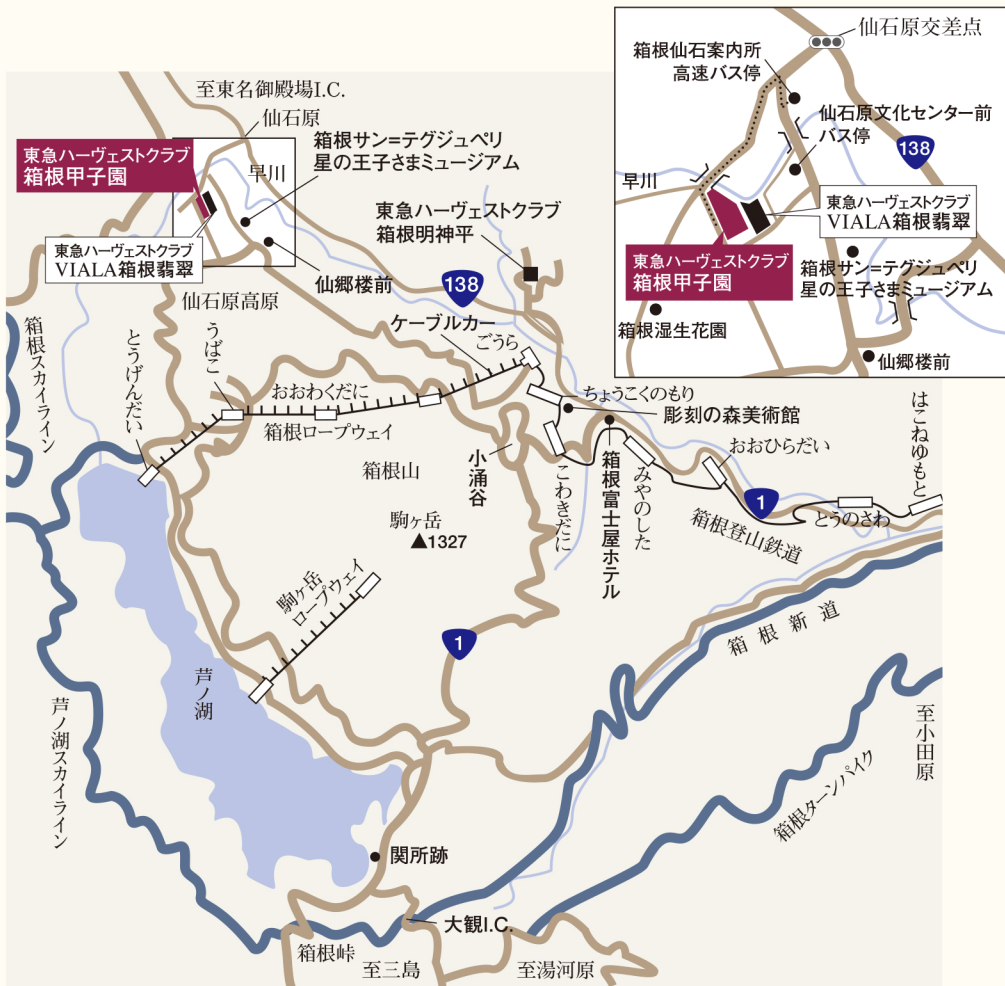 至東名御殿場I.C.
仙石原
東急ハーヴェストクラブ
箱根甲子園
早川
箱根サン=テグジュペリ
星の王子さまミュージアム
東急ハーヴェストクラブ
VIALA箱根翡翠
東急ハーヴェストクラブ
箱根明神平
仙郷楼前
138
仙石原高原
ケーブルカー
ごうら
箱根スカイライン
とうげんだい
うばこ
おおわくだに
箱根ロープウェイ
ちょうこくのもり
彫刻の森美術館
おおひらだい
はこねゆもと
箱根山
小涌谷
こわきだに
箱根富士屋ホテル
みやのした
1
とうのさわ
箱根登山鉄道
駒ヶ岳
▲1327
駒ヶ岳
ロープウェイ
1
箱根新道
芦ノ湖
芦ノ湖スカイライン
至小田原
箱根ターンパイク
関所跡
大観I.C.
箱根峠
至三島
至湯河原
仙石原交差点
箱根仙石案内所
高速バス停
仙石原文化センター前
バス停
138
早川
東急ハーヴェストクラブ
VIALA箱根翡翠
東急ハーヴェストクラブ
箱根甲子園
箱根サン=テグジュペリ
星の王子さまミュージアム
箱根湿生花園
仙郷楼前